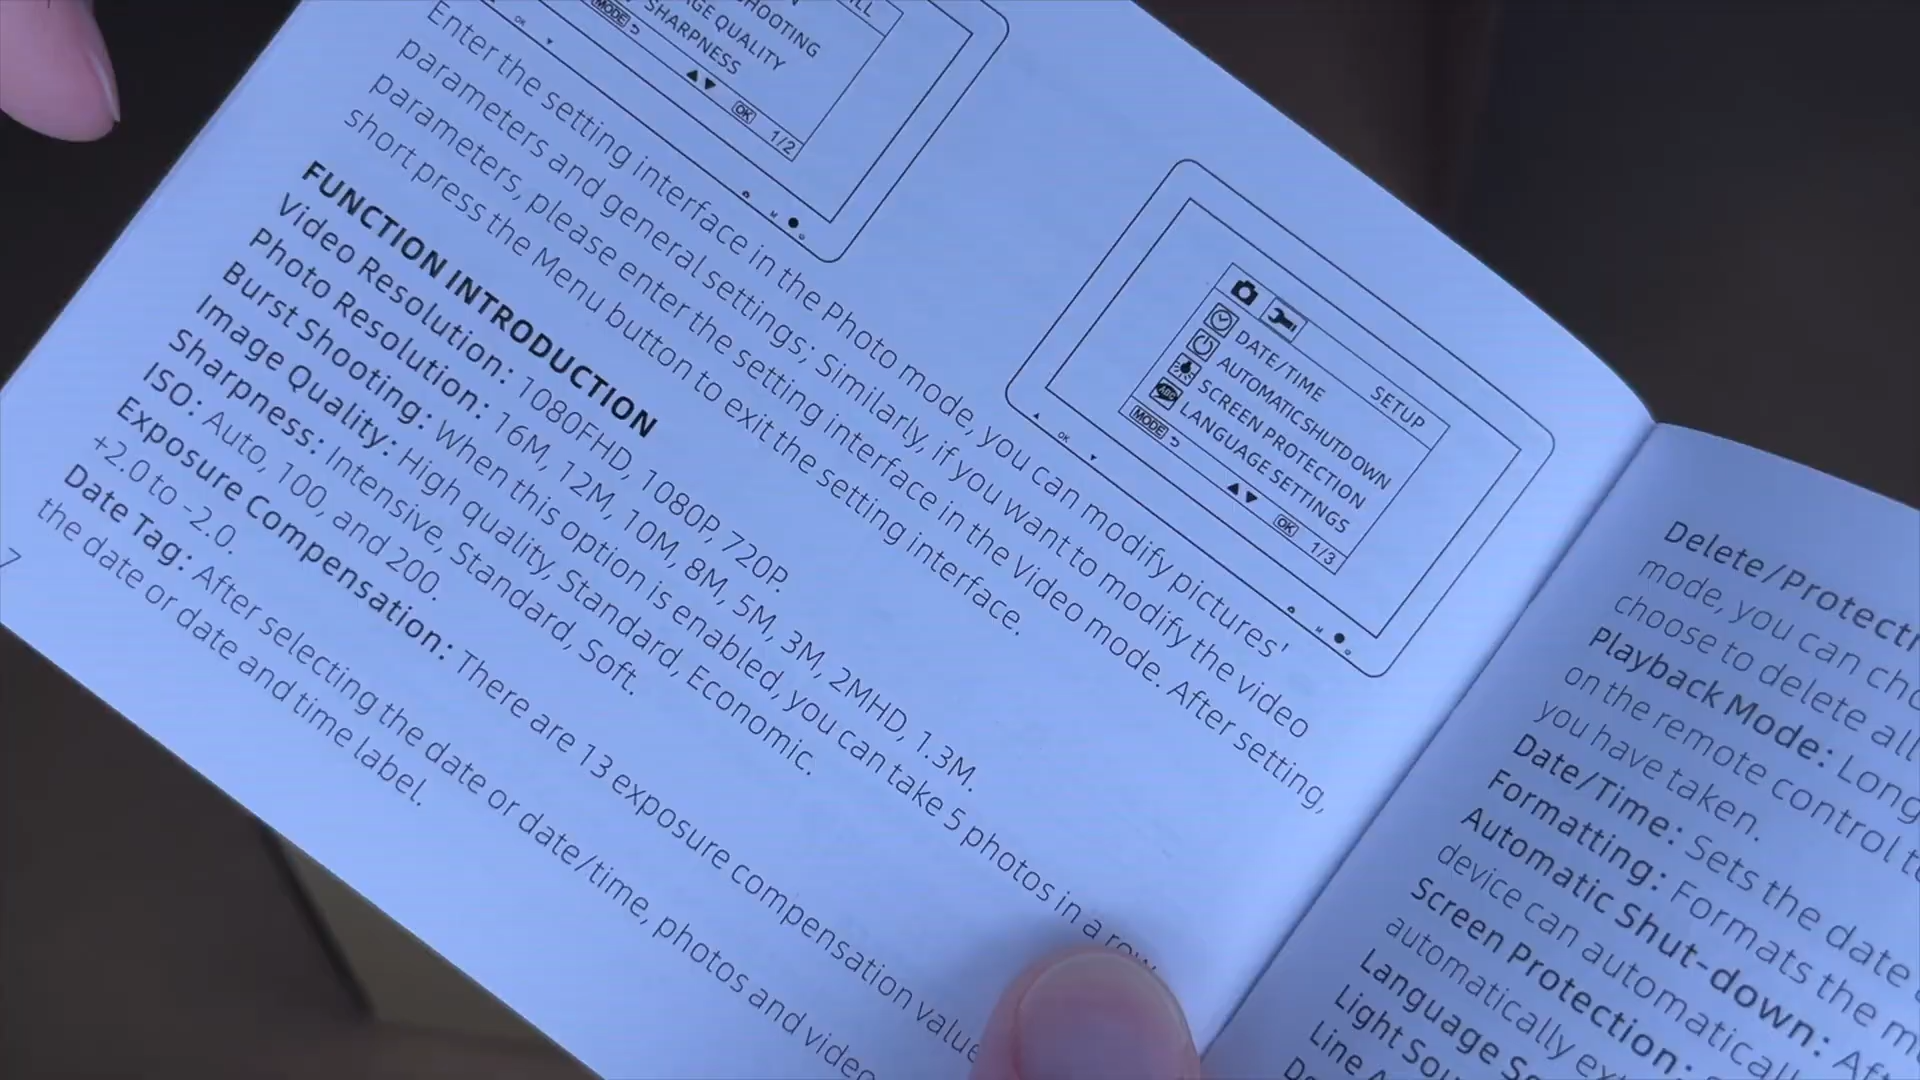 SHOOTING
QUALITY
SHARPNESS
MODE
OK 1/2
OK
M
Enter the setting interface in the Photo mode, you can modify pictures'
parameters and general settings; Similarly, if you want to modify the video
parameters, please enter the setting interface in the video mode. After setting,
short press the Menu button to exit the setting interface.
SETUP
DATE/TIME
AUTOMATIC SHUTDOWN
SCREEN PROTECTION
LANGUAGE SETTINGS
MODE
OK 1/3
OK
M
FUNCTION INTRODUCTION
Video Resolution: 1080FHD, 1080P, 720P.
Photo Resolution: 16M, 12M, 10M, 8M, 5M, 3M, 2MHD, 1.3M.
Burst Shooting: When this option is enabled, you can take 5 photos in a row.
Image Quality: High quality, Standard, Economic.
Sharpness: Intensive, Standard, Soft.
ISO: Auto, 100, and 200.
Exposure Compensation: There are 13 exposure compensation value
+2.0 to -2.0.
Date Tag: After selecting the date or date/time, photos and video
the date or date and time label.
7
Delete/Protect
mode, you can
choose to delete all
Playback Mode: Long
on the remote control
you have taken.
Date/Time: Sets the date
Formatting: Formats the
Automatic Shut-down:
device can automatically
Screen Protection:
automatically
Language
Light
Line